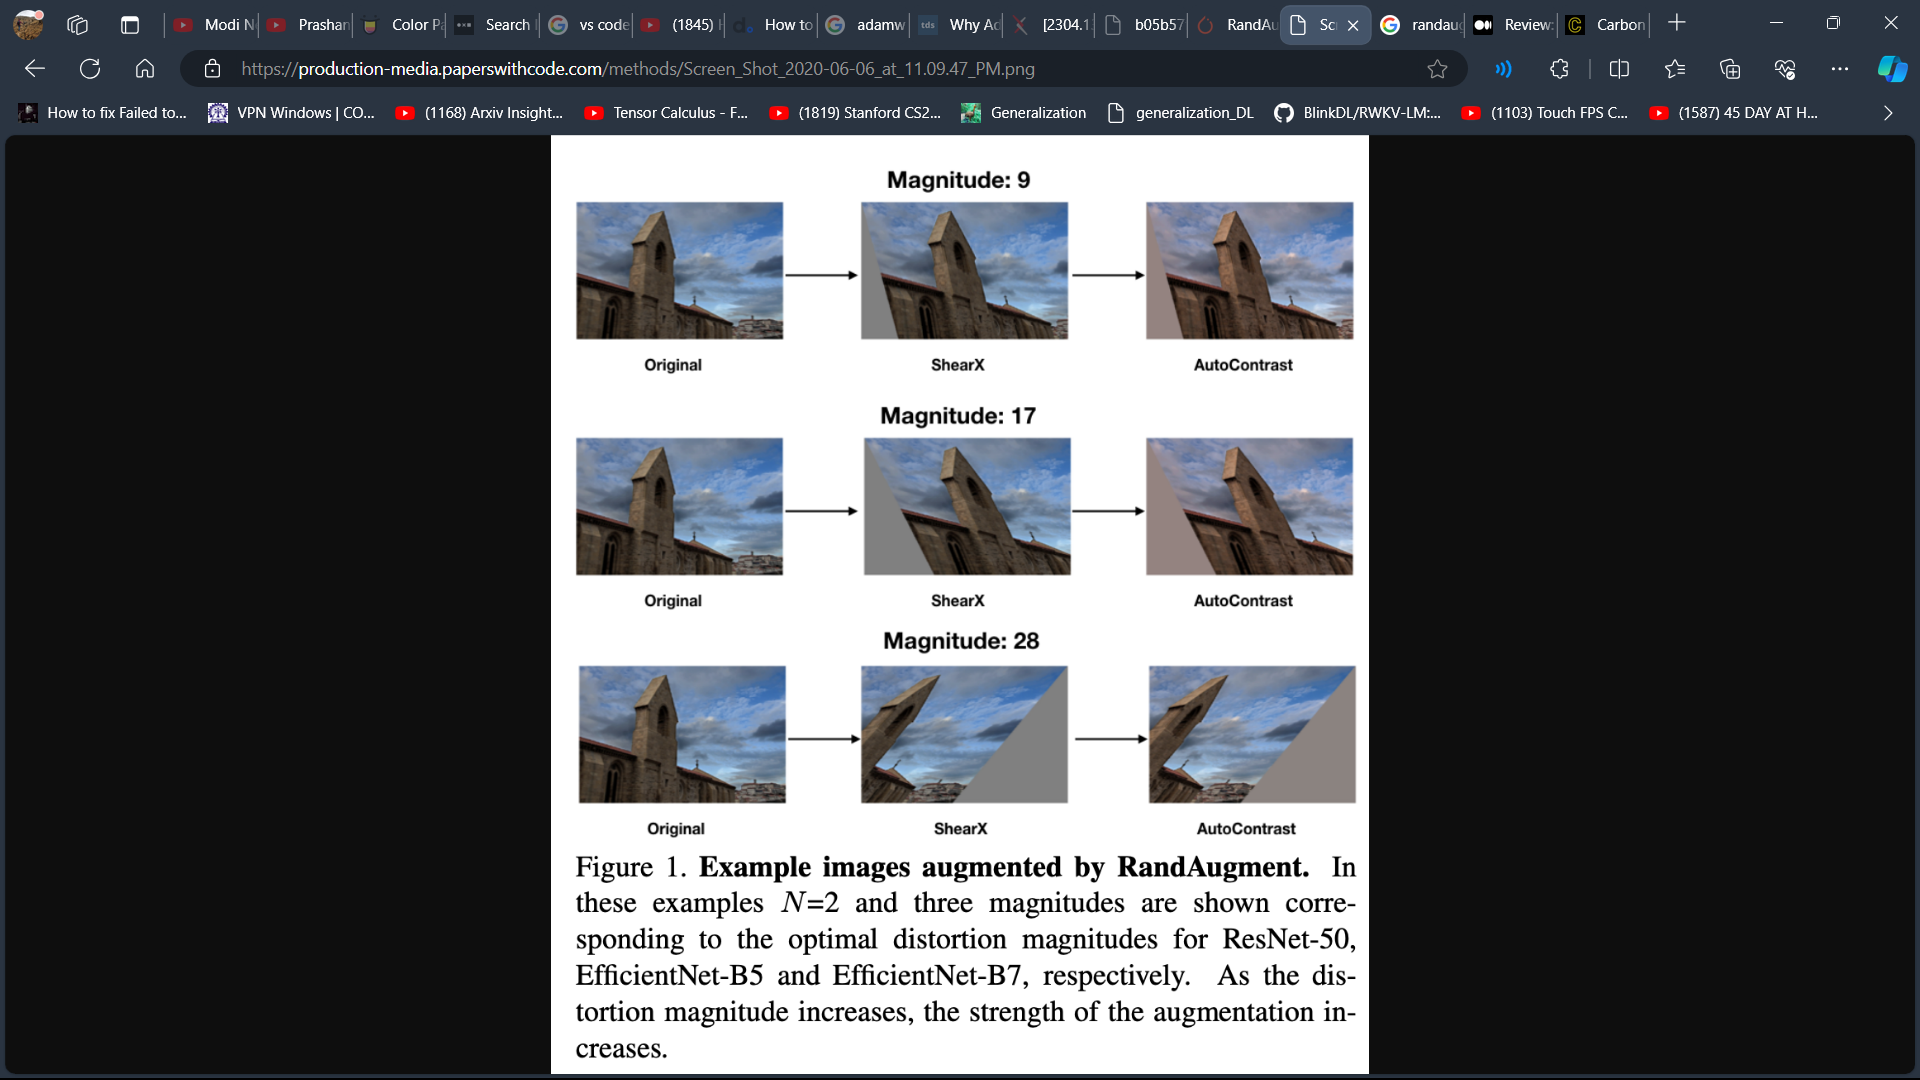 Modi N
Prashan
Color P
Search
vs code
(1845)
How to
adamw
tds
Why A
[2304.1
b05b57
RandAu
Sc
randaug
Review:
Carbon
https://production-media.paperswithcode.com/methods/Screen_Shot_2020-06-06_at_11.09.47_PM.png
How to fix Failed to...
VPN Windows | CO...
(1168) Arxiv Insight...
Tensor Calculus - F...
(1819) Stanford CS2...
Generalization
generalization_DL
BlinkDL/RWKV-LM:...
(1103) Touch FPS C...
(1587) 45 DAY AT H...
Magnitude: 9
Original
ShearX
AutoContrast
Magnitude: 17
Original
ShearX
AutoContrast
Magnitude: 28
Original
ShearX
AutoContrast
Figure 1. Example images augmented by RandAugment. In
these examples N=2 and three magnitudes are shown corre-
sponding to the optimal distortion magnitudes for ResNet-50,
EfficientNet-B5 and EfficientNet-B7, respectively. As the dis-
tortion magnitude increases, the strength of the augmentation in-
creases.